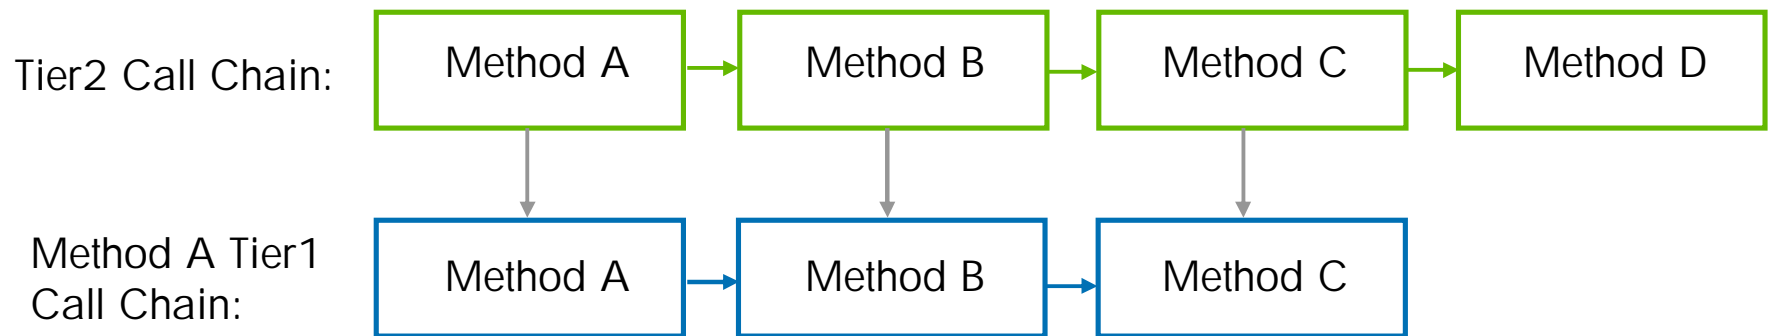 Tier2 Call Chain:
Method A
Method B
Method C
Method D
Method A Tier1
Call Chain:
Method A
Method B
Method C